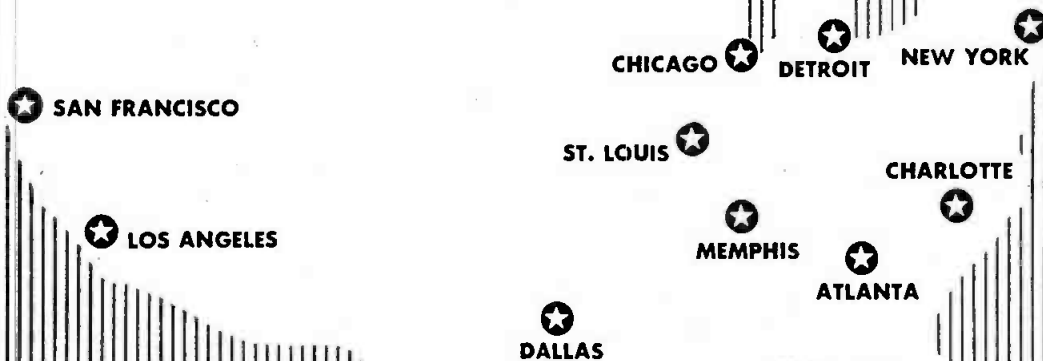 NEW YORK
CHICAGO
DETROIT
SAN FRANCISCO
ST. LOUIS
CHARLOTTE
LOS ANGELES
MEMPHIS
ATLANTA
DALLAS